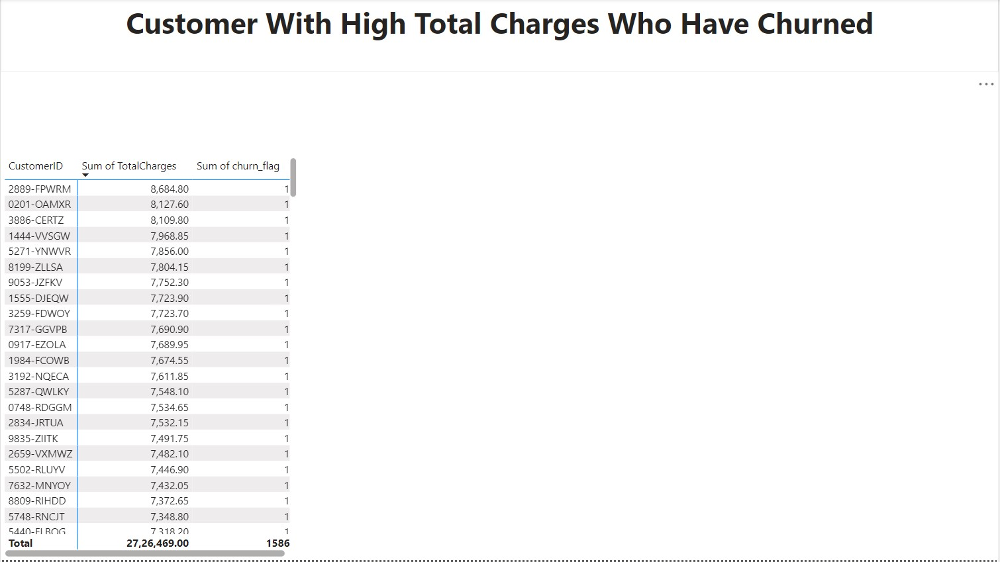 Customer With High Total Charges Who Have Churned
CustomerID Sum of TotalCharges Sum of churn_flag
2889-FPWRM 8,684.80 1
0201-OAMXR 8,127.60 1
3886-CERTZ 8,109.80 1
1444-VVSGW 7,968.85 1
5271-YNWVR 7,856.00 1
8199-ZLLSA 7,804.15 1
9053-JZFKV 7,752.30 1
1555-DJEQW 7,723.90 1
3259-FDWOY 7,723.70 1
7317-GGVPB 7,690.90 1
0917-EZOLA 7,689.95 1
1984-FCOWB 7,674.55 1
3192-NQECA 7,611.85 1
5287-QWLKY 7,548.10 1
0748-RDGGM 7,534.65 1
2834-JRTUA 7,532.15 1
9835-ZIITK 7,491.75 1
2659-VXMWZ 7,482.10 1
5502-RLUYV 7,446.90 1
7632-MNYOY 7,432.05 1
8809-RIHDD 7,372.65 1
5748-RNCJT 7,348.80 1
7,318.20 1
Total 27,26,469.00 1586